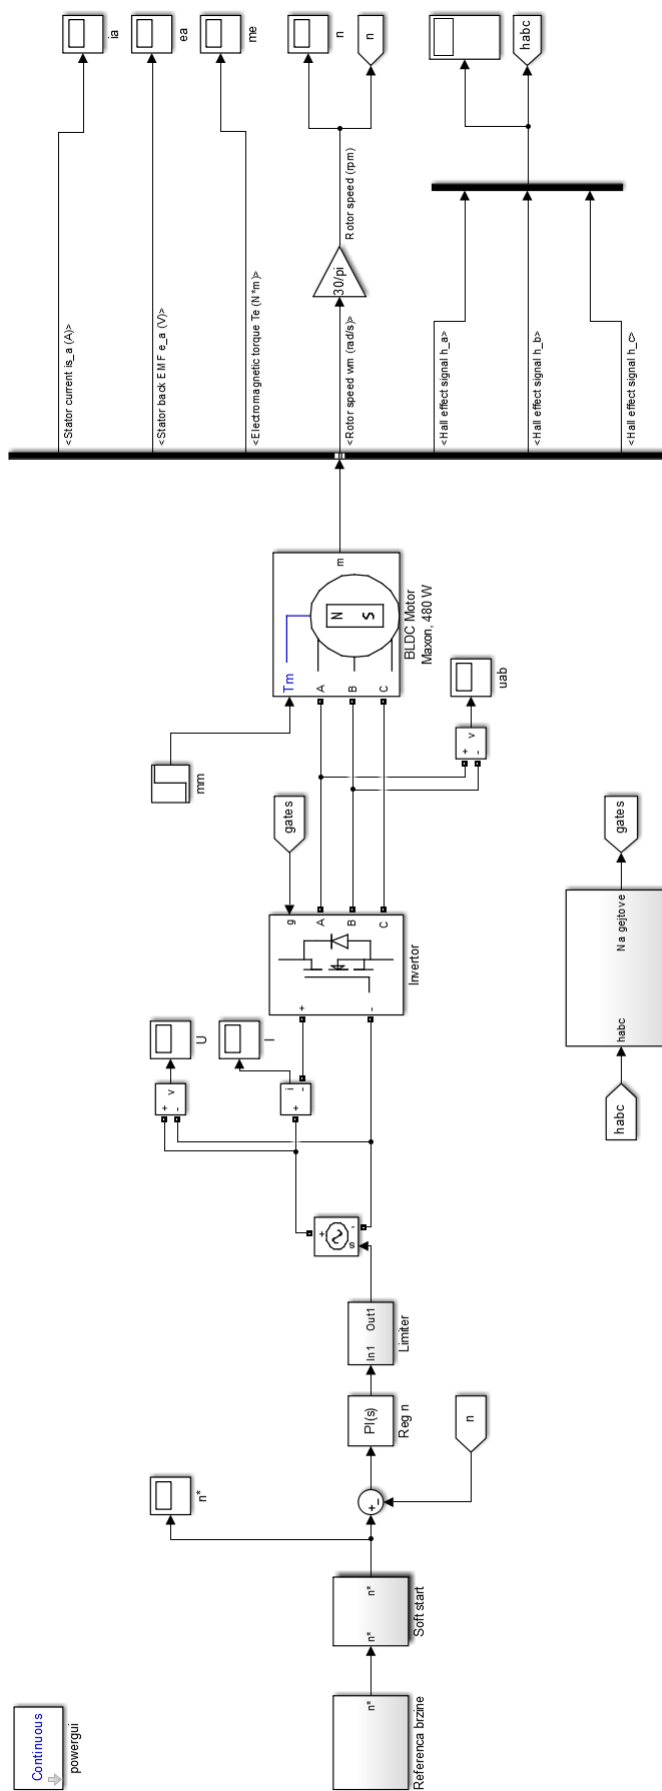 Continuous
powergui
n*
Referenca brzine
n*
n*
Soft start
n*
+
-
n
PI(s)
Reg n
In1
Out1
Limiter
s
+
-
+
-
v
U
+
-
i
I
+
-
g
A
B
C
Invertor
gates
mm
+
-
v
uab
Tm
A
B
C
m
N
S
BLDC Motor
Maxon, 480 W
<Stator current is_a (A)>
ia
<Stator back EMF e_a (V)>
ea
<Electromagnetic torque Te (N*m)>
me
<Rotor speed wm (rad/s)>
30/pi
Rotor speed (rpm)
n
n
<Hall effect signal h_a>
<Hall effect signal h_b>
<Hall effect signal h_c>
habc
habc
habc
Na gejtove
gates